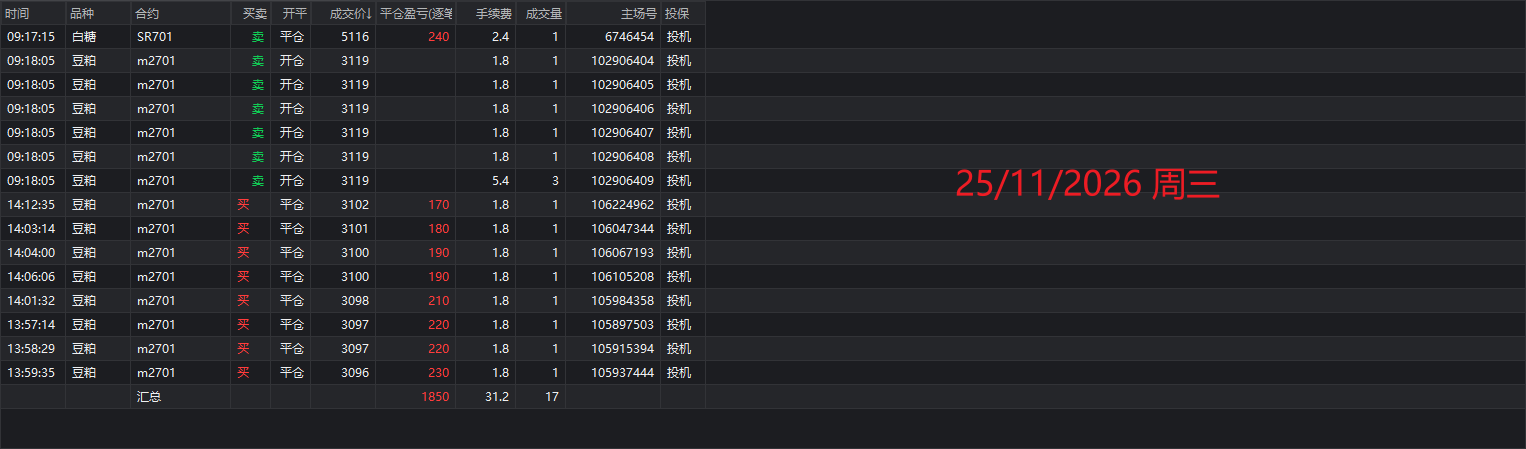 时间 品种 合约 买卖 开平 成交价↓ 平仓盈亏(逐笔 手续费 成交量 主场号 投保
09:17:15 白糖 SR701 卖 平仓 5116 240 2.4 1 6746454 投机
09:18:05 豆粕 m2701 卖 开仓 3119 1.8 1 102906404 投机
09:18:05 豆粕 m2701 卖 开仓 3119 1.8 1 102906405 投机
09:18:05 豆粕 m2701 卖 开仓 3119 1.8 1 102906406 投机
09:18:05 豆粕 m2701 卖 开仓 3119 1.8 1 102906407 投机
09:18:05 豆粕 m2701 卖 开仓 3119 1.8 1 102906408 投机
09:18:05 豆粕 m2701 卖 开仓 3119 5.4 3 102906409 投机
25/11/2026 周三
14:12:35 豆粕 m2701 买 平仓 3102 170 1.8 1 106224962 投机
14:03:14 豆粕 m2701 买 平仓 3101 180 1.8 1 106047344 投机
14:04:00 豆粕 m2701 买 平仓 3100 190 1.8 1 106067193 投机
14:06:06 豆粕 m2701 买 平仓 3100 190 1.8 1 106105208 投机
14:01:32 豆粕 m2701 买 平仓 3098 210 1.8 1 105984358 投机
13:57:14 豆粕 m2701 买 平仓 3097 220 1.8 1 105897503 投机
13:58:29 豆粕 m2701 买 平仓 3097 220 1.8 1 105915394 投机
13:59:35 豆粕 m2701 买 平仓 3096 230 1.8 1 105937444 投机
汇总 1850 31.2 17